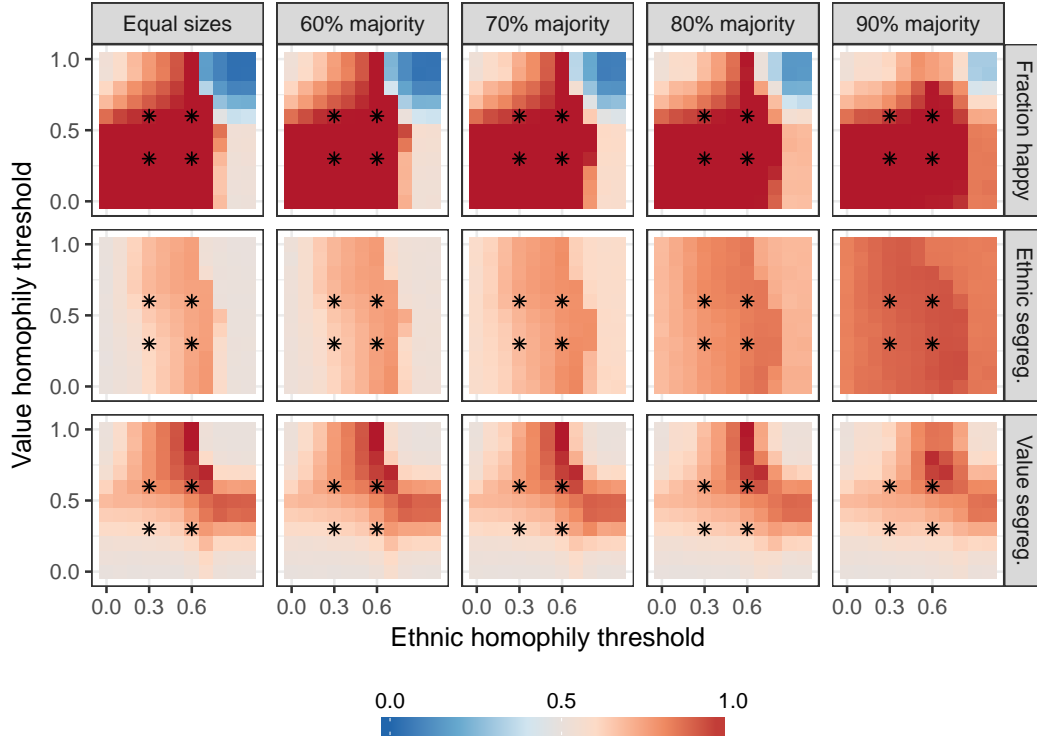 Equal sizes 60% majority 70% majority 80% majority 90% majority
1.0
0.5
0.0
Fraction happy
1.0
0.5
0.0
Ethnic segreg.
1.0
0.5
0.0
Value segreg.
Value homophily threshold
0.0 0.3 0.6 0.0 0.3 0.6 0.0 0.3 0.6 0.0 0.3 0.6 0.0 0.3 0.6
Ethnic homophily threshold
0.0 0.5 1.0